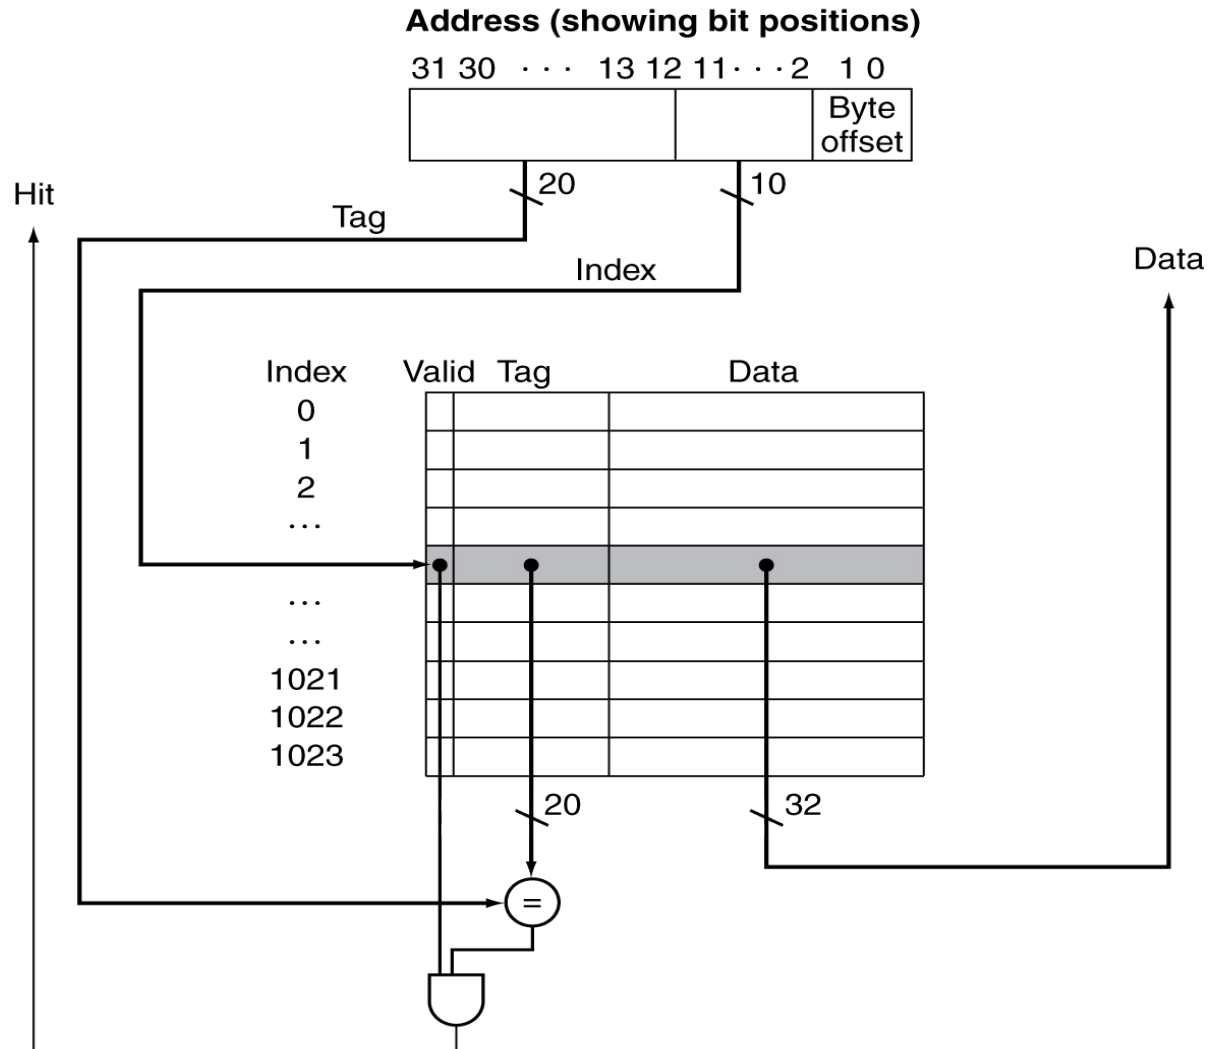 Address (showing bit positions)
31 30 ··· 13 12 11 ··· 2 1 0
Byte
offset
20
10
Hit
Tag
Index
Data
Index Valid Tag Data
0
1
2
···
···
···
1021
1022
1023
20
32
=